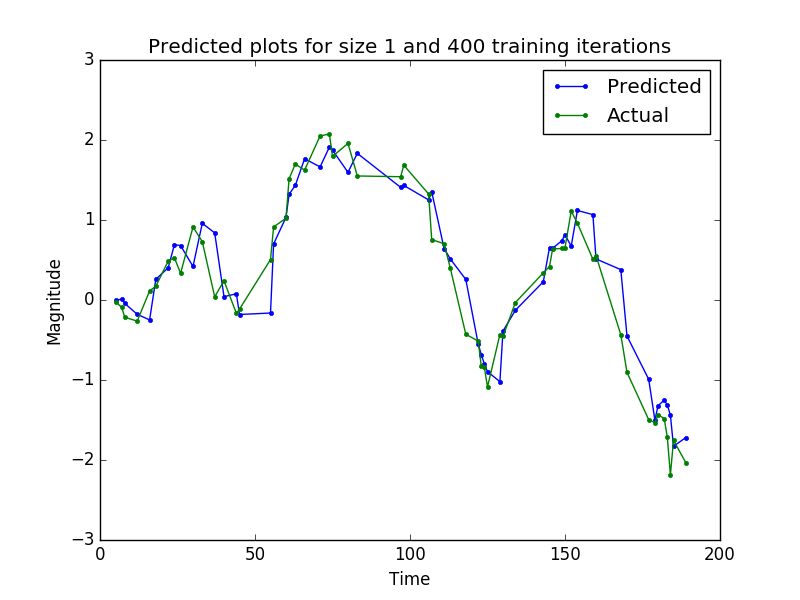 Predicted plots for size 1 and 400 training iterations
Predicted
Actual
3
2
1
0
−1
−2
−3
Magnitude
0
50
100
150
200
Time